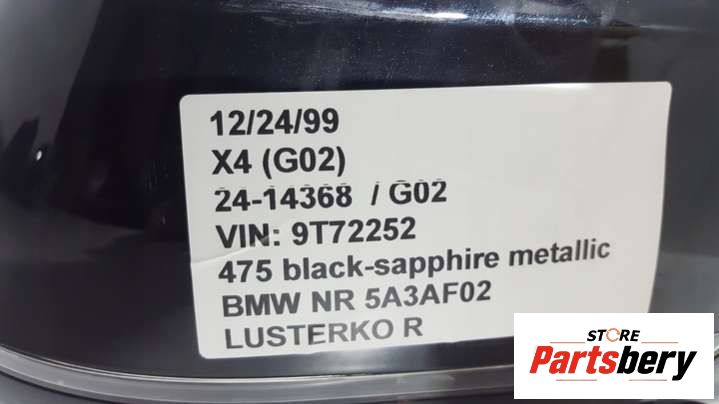 12/24/99
X4 (G02)
24-14368 / G02
VIN: 9T72252
475 black-sapphire metallic
BMW NR 5A3AF02
LUSTERKO R
STORE
Partsbery